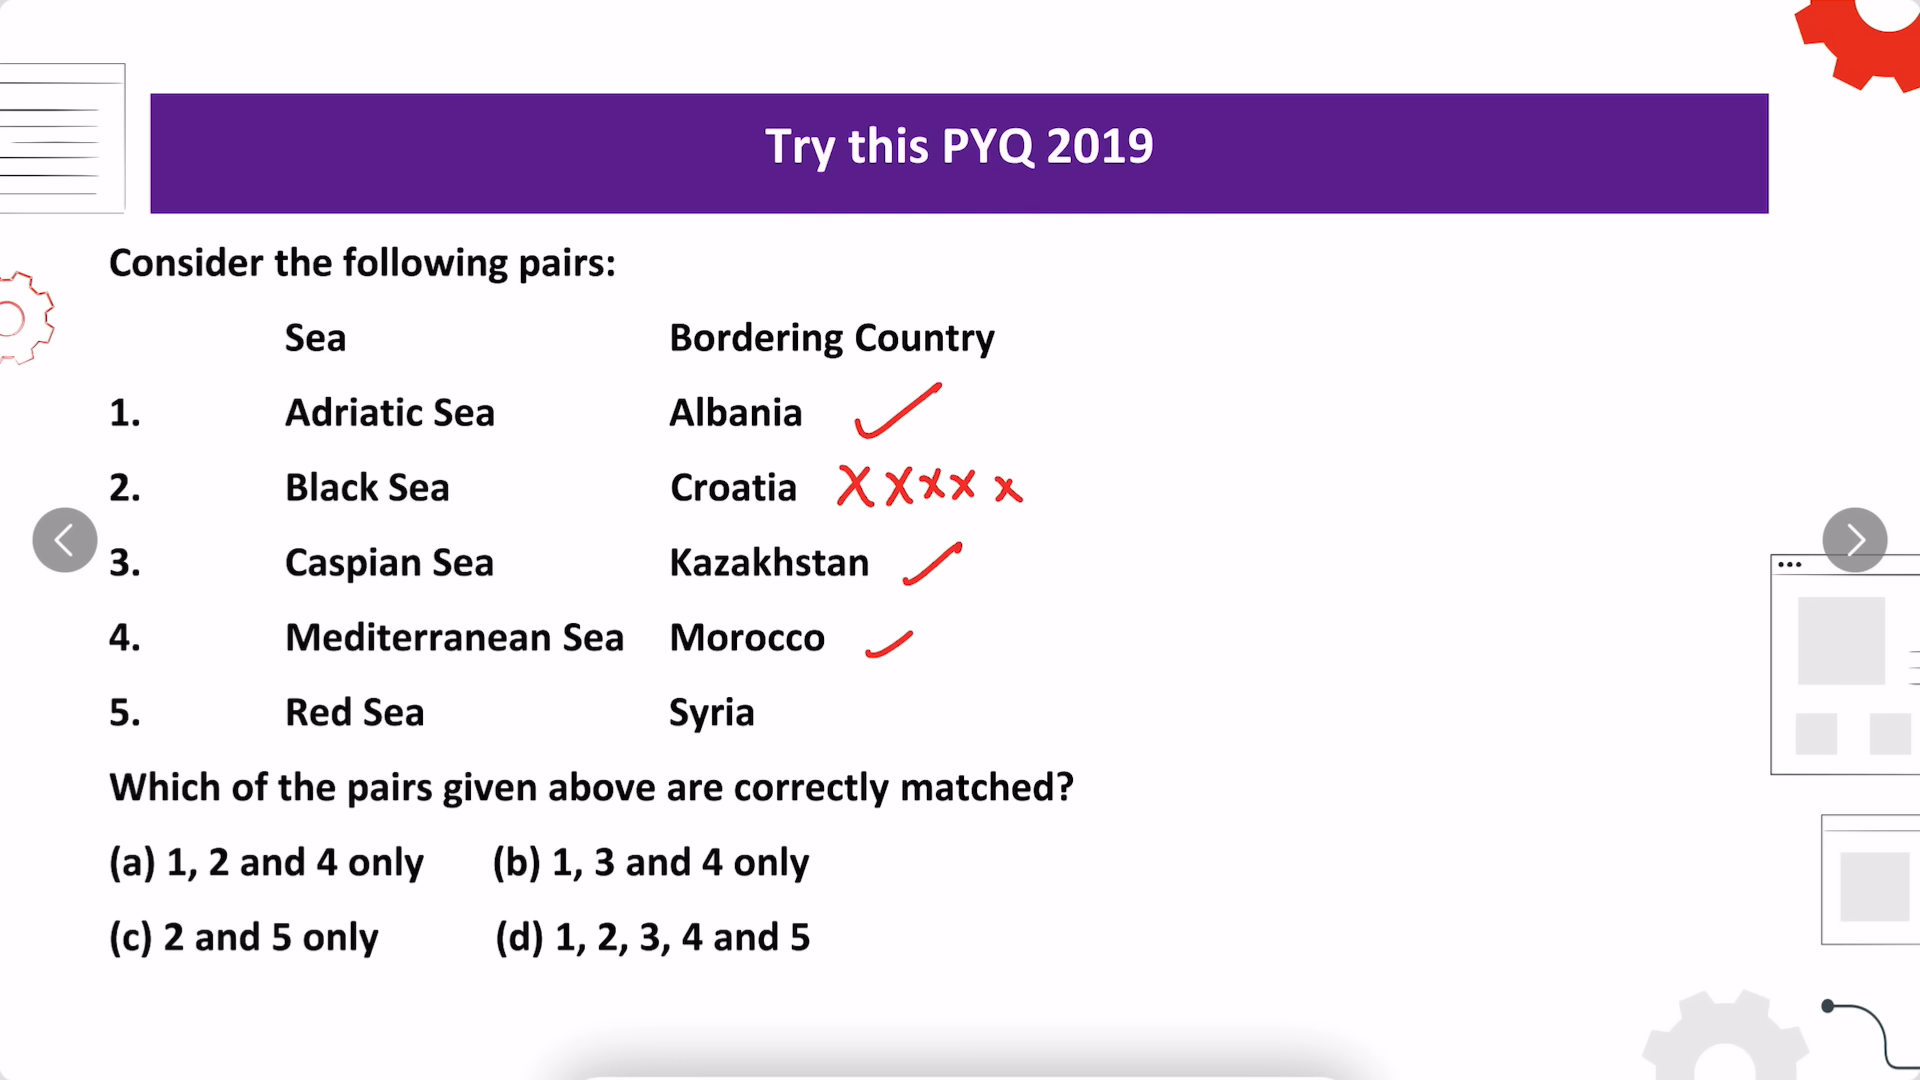 Try this PYQ 2019
Consider the following pairs:
Sea Bordering Country
1. Adriatic Sea Albania ✓
2. Black Sea Croatia X X X X X
3. Caspian Sea Kazakhstan ✓
4. Mediterranean Sea Morocco ✓
5. Red Sea Syria
Which of the pairs given above are correctly matched?
(a) 1, 2 and 4 only (b) 1, 3 and 4 only
(c) 2 and 5 only (d) 1, 2, 3, 4 and 5